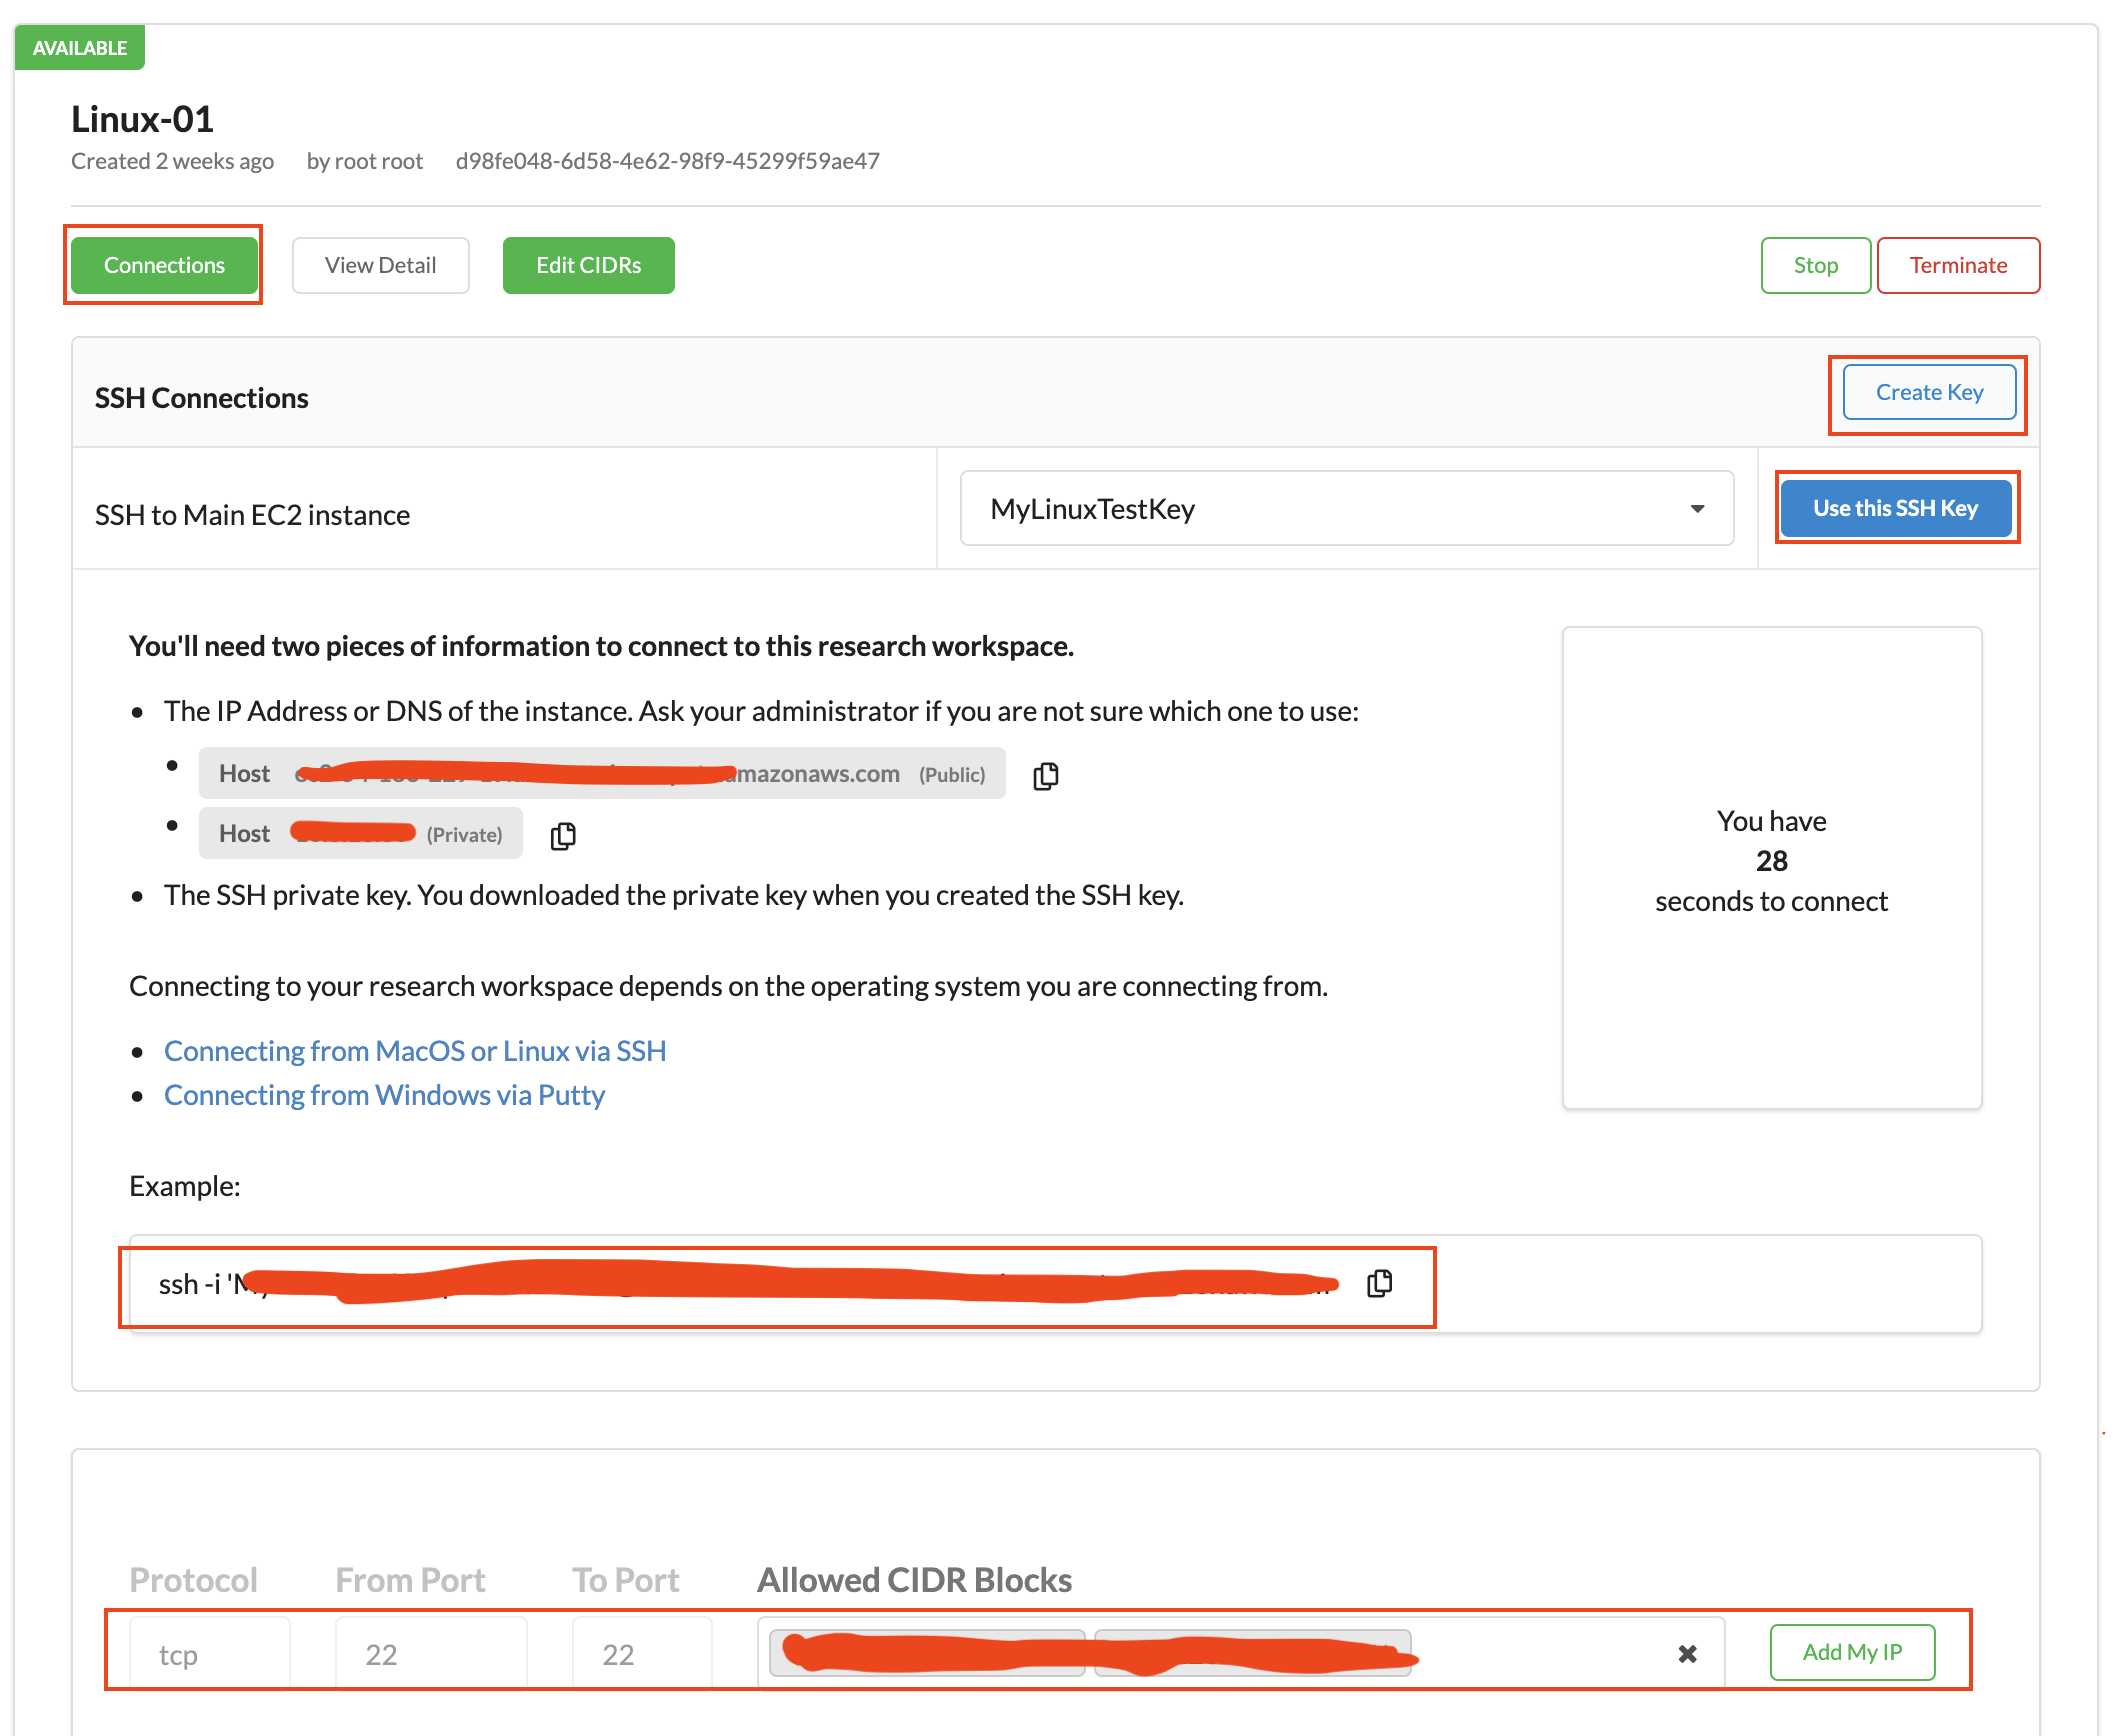 AVAILABLE
Linux-01
Created 2 weeks ago by root root d98fe048-6d58-4e62-98f9-45299f59ae47
Connections View Detail Edit CIDRs Stop Terminate
SSH Connections Create Key
SSH to Main EC2 instance MyLinuxTestKey Use this SSH Key
You'll need two pieces of information to connect to this research workspace.
The IP Address or DNS of the instance. Ask your administrator if you are not sure which one to use:
Host amazonaws.com (Public)
Host (Private)
The SSH private key. You downloaded the private key when you created the SSH key.
You have
28
seconds to connect
Connecting to your research workspace depends on the operating system you are connecting from.
Connecting from MacOS or Linux via SSH
Connecting from Windows via Putty
Example:
ssh -i
Protocol From Port To Port Allowed CIDR Blocks
tcp 22 22 Add My IP